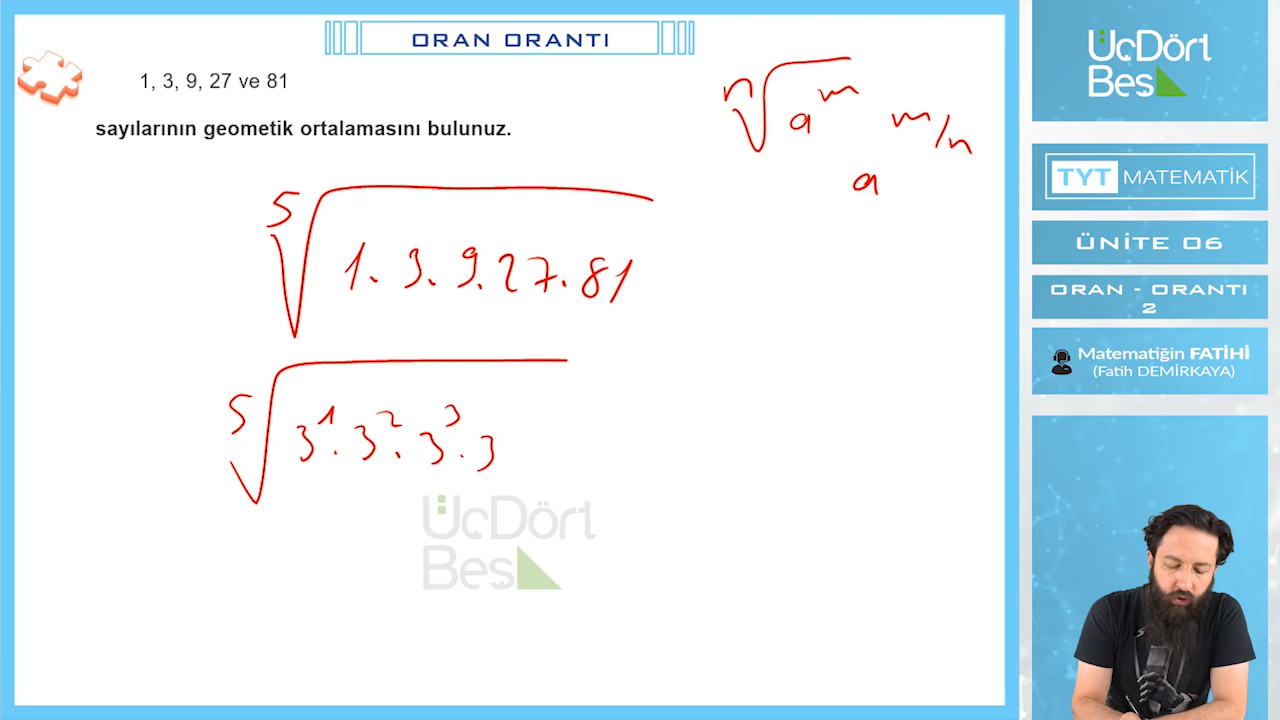 ORAN ORANTI
1, 3, 9, 27 ve 81
sayılarının geometik ortalamasını bulunuz.
ⁿ√aᵐ a^m/n
⁵√1.3.9.27.81
⁵√3¹.3².3³.3
ÜçDört
Beş
ÜçDört
Beş
TYT MATEMATİK
ÜNİTE 06
ORAN - ORANTI
2
Matematiğin FATİHİ
(Fatih DEMİRKAYA)